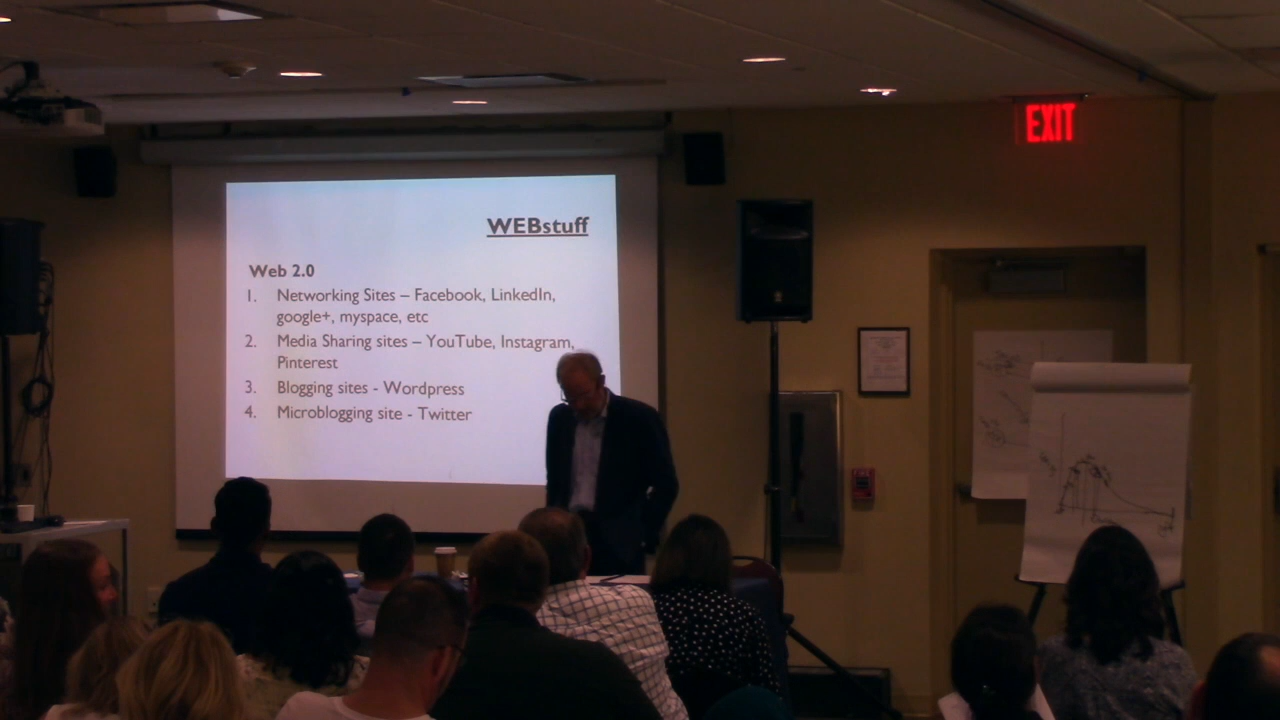 EXIT
WEBstuff
Web 2.0
1. Networking Sites – Facebook, LinkedIn,
google+, myspace, etc
2. Media Sharing sites – YouTube, Instagram,
Pinterest
3. Blogging sites - Wordpress
4. Microblogging site - Twitter